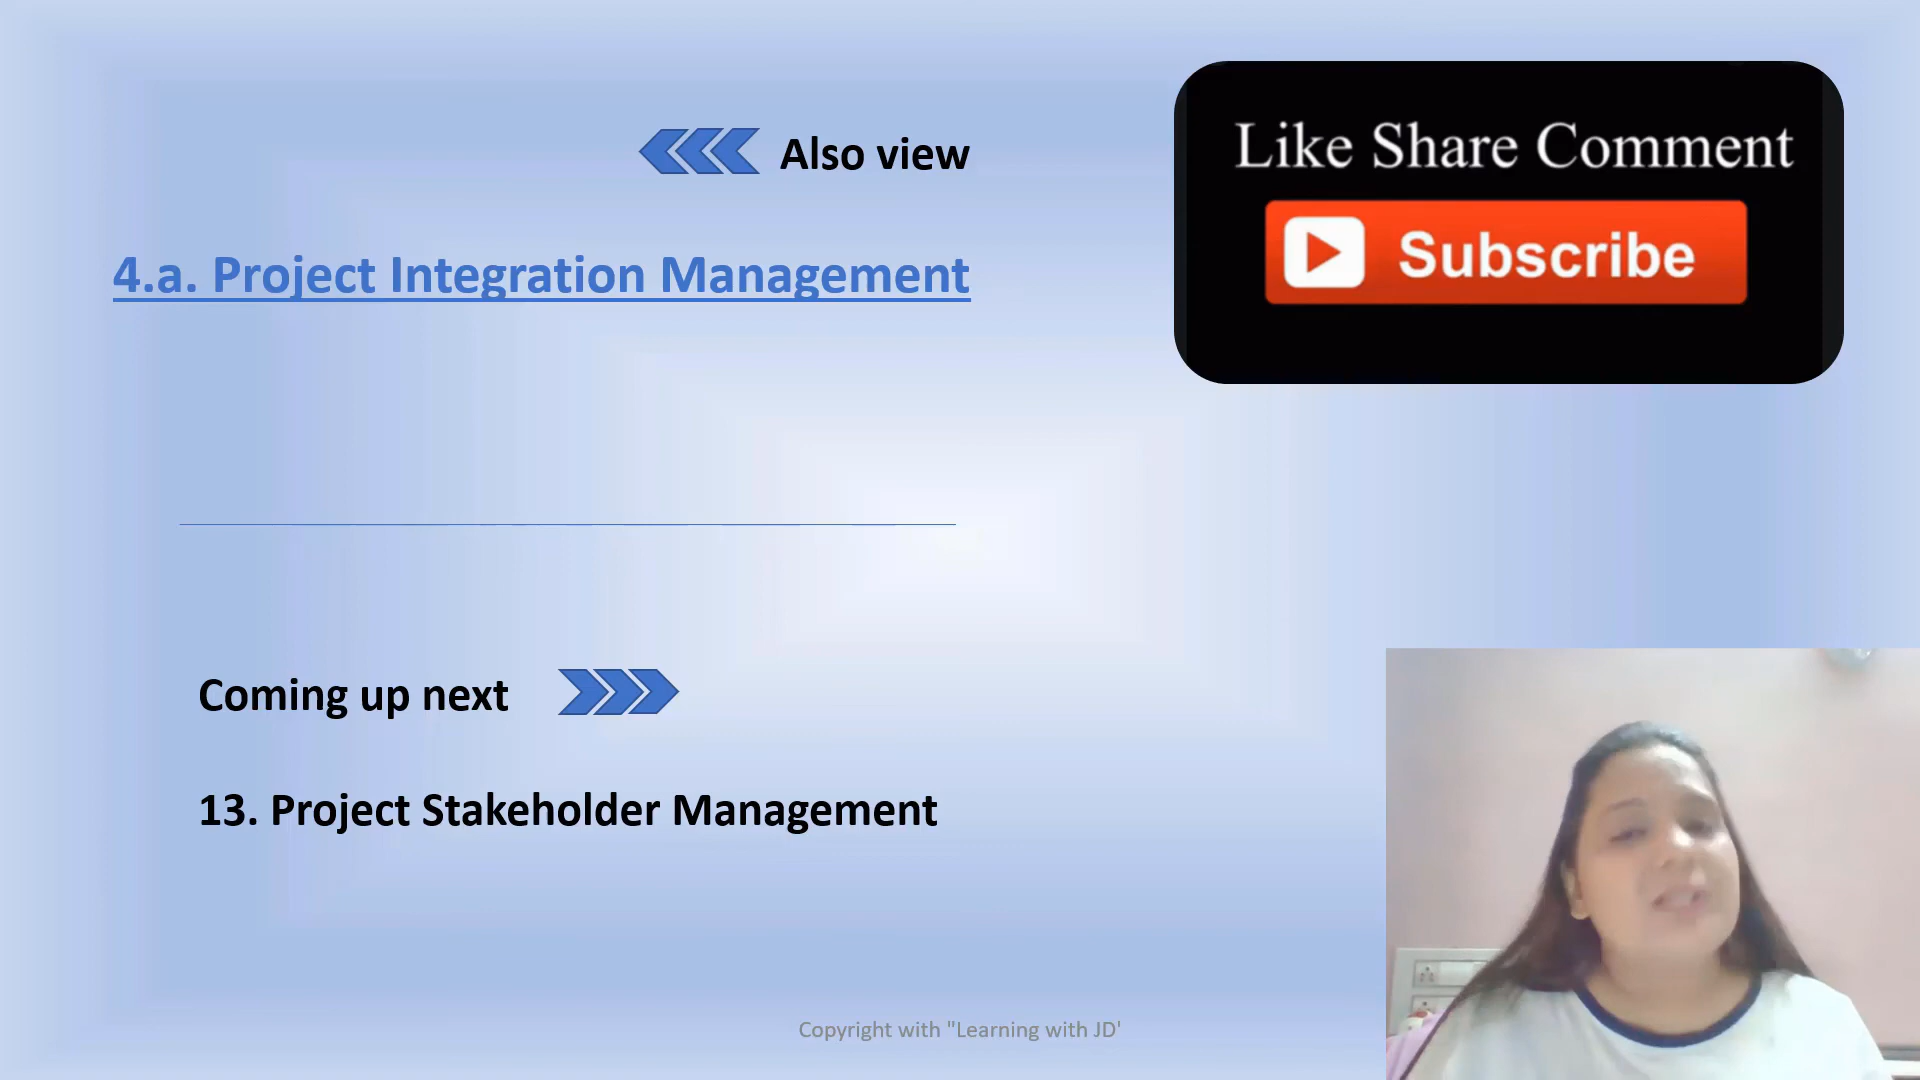 Also view
4.a. Project Integration Management
Like Share Comment
Subscribe
Coming up next
13. Project Stakeholder Management
Copyright with "Learning with JD'